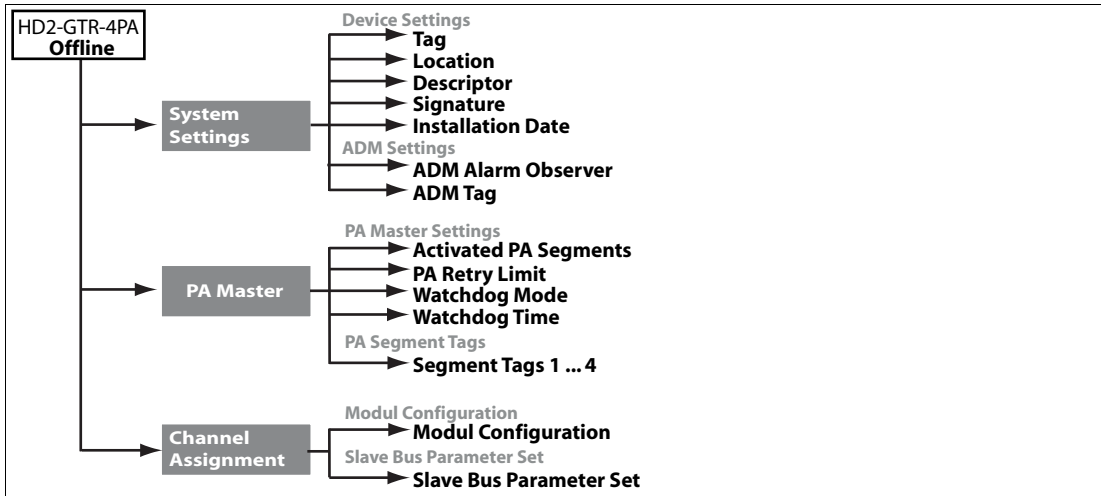 HD2-GTR-4PA
Offline
System
Settings
Device Settings
Tag
Location
Descriptor
Signature
Installation Date
ADM Settings
ADM Alarm Observer
ADM Tag
PA Master
PA Master Settings
Activated PA Segments
PA Retry Limit
Watchdog Mode
Watchdog Time
PA Segment Tags
Segment Tags 1 ... 4
Channel
Assignment
Modul Configuration
Modul Configuration
Slave Bus Parameter Set
Slave Bus Parameter Set